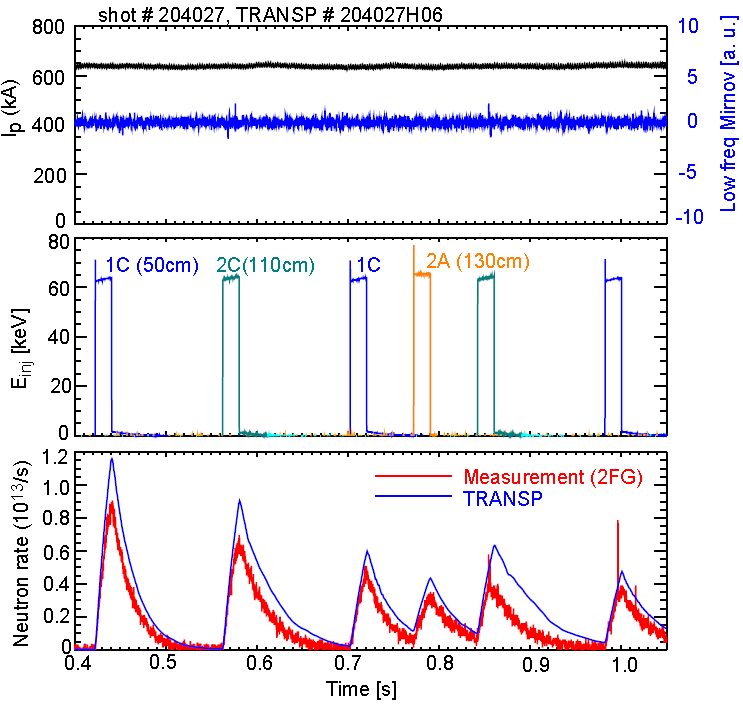 shot # 204027, TRANSP # 204027H06
800
600
400
200
0
Ip (kA)
10
5
0
-5
-10
Low freq Mirnov [a. u.]
80
60
40
20
0
Einj [keV]
1C (50cm)
2C(110cm)
1C
2A (130cm)
1.2
1.0
0.8
0.6
0.4
0.2
0
Neutron rate (10¹³/s)
Measurement (2FG)
TRANSP
0.4 0.5 0.6 0.7 0.8 0.9 1.0
Time [s]